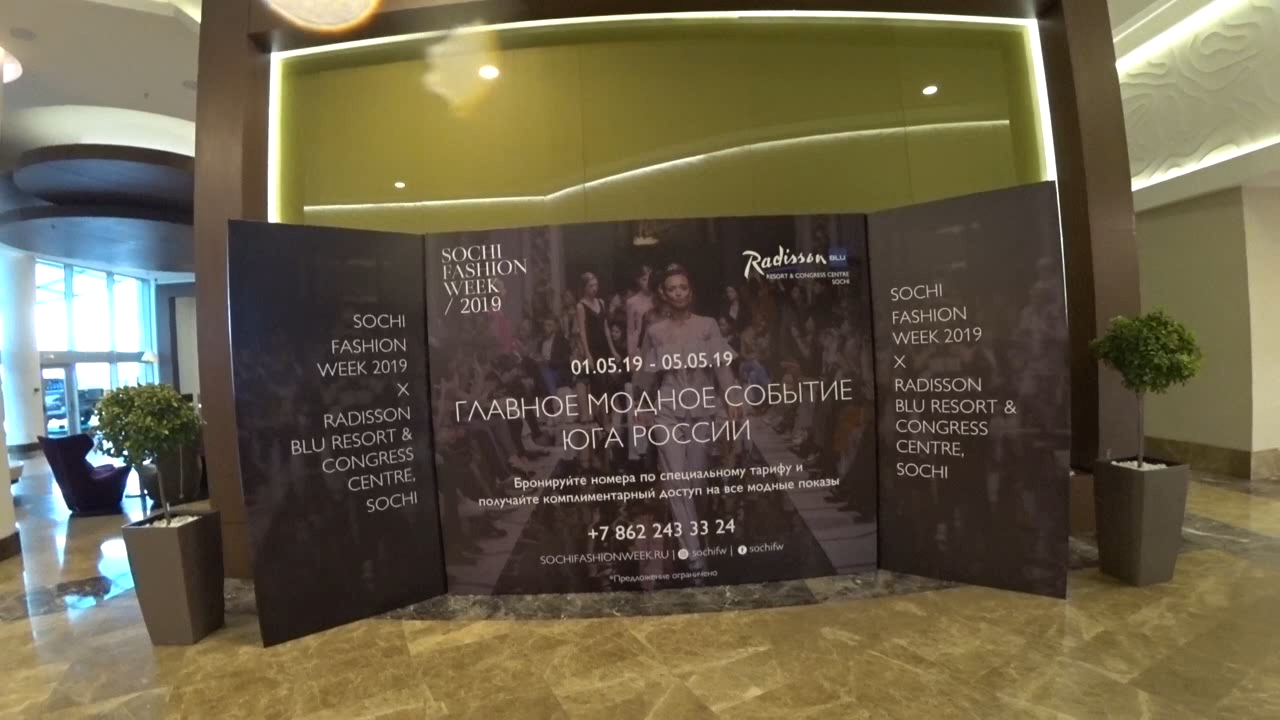 SOCHI
FASHION
WEEK 2019
X
RADISSON
BLU RESORT &
CONGRESS
CENTRE,
SOCHI
SOCHI
FASHION
WEEK
/ 2019
Radisson BLU
RESORT & CONGRESS CENTRE
SOCHI
01.05.19 - 05.05.19
ГЛАВНОЕ МОДНОЕ СОБЫТИЕ
ЮГА РОССИИ
Бронируйте номера по специальному тарифу и
получайте комплиментарный доступ на все модные показы
+7 862 243 33 24
SOCHIFASHIONWEEK.RU | sochifw | sochifw
*Предложение ограничено
SOCHI
FASHION
WEEK 2019
X
RADISSON
BLU RESORT &
CONGRESS
CENTRE,
SOCHI